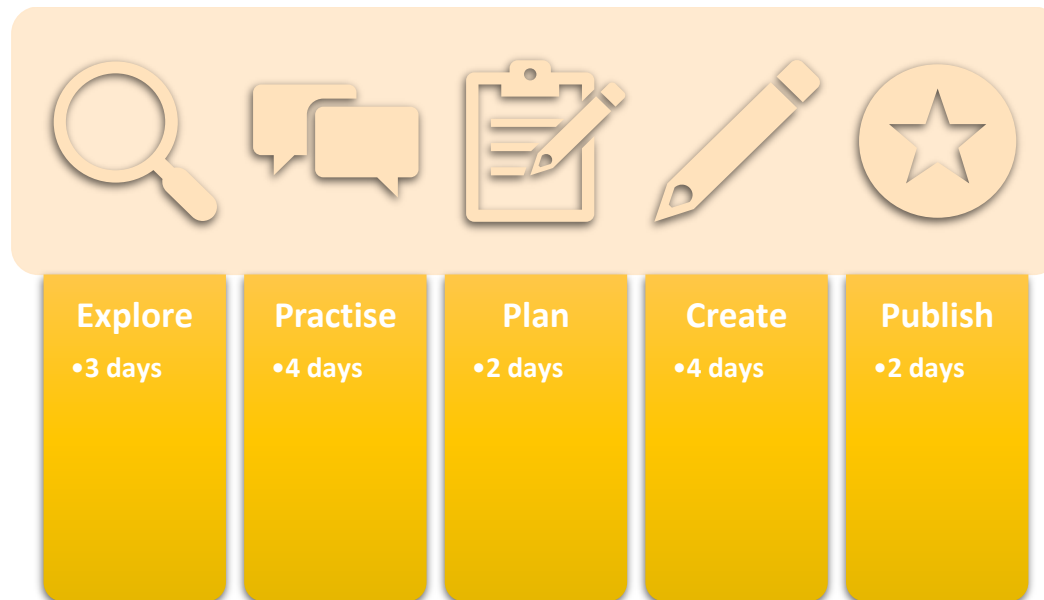 Explore
•3 days
Practise
•4 days
Plan
•2 days
Create
•4 days
Publish
•2 days